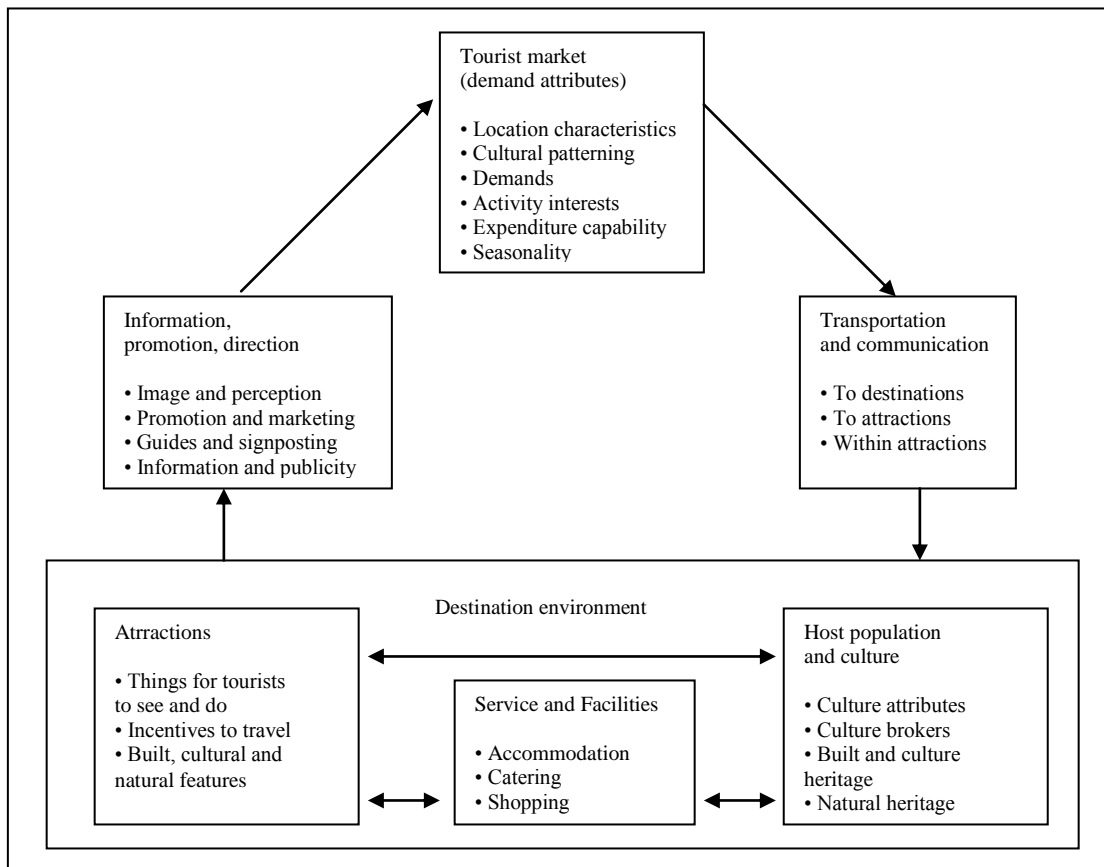 Tourist market
(demand attributes)
• Location characteristics
• Cultural patterning
• Demands
• Activity interests
• Expenditure capability
• Seasonality
Information,
promotion, direction
• Image and perception
• Promotion and marketing
• Guides and signposting
• Information and publicity
Transportation
and communication
• To destinations
• To attractions
• Within attractions
Destination environment
Atrractions
• Things for tourists
to see and do
• Incentives to travel
• Built, cultural and
natural features
Service and Facilities
• Accommodation
• Catering
• Shopping
Host population
and culture
• Culture attributes
• Culture brokers
• Built and culture
heritage
• Natural heritage